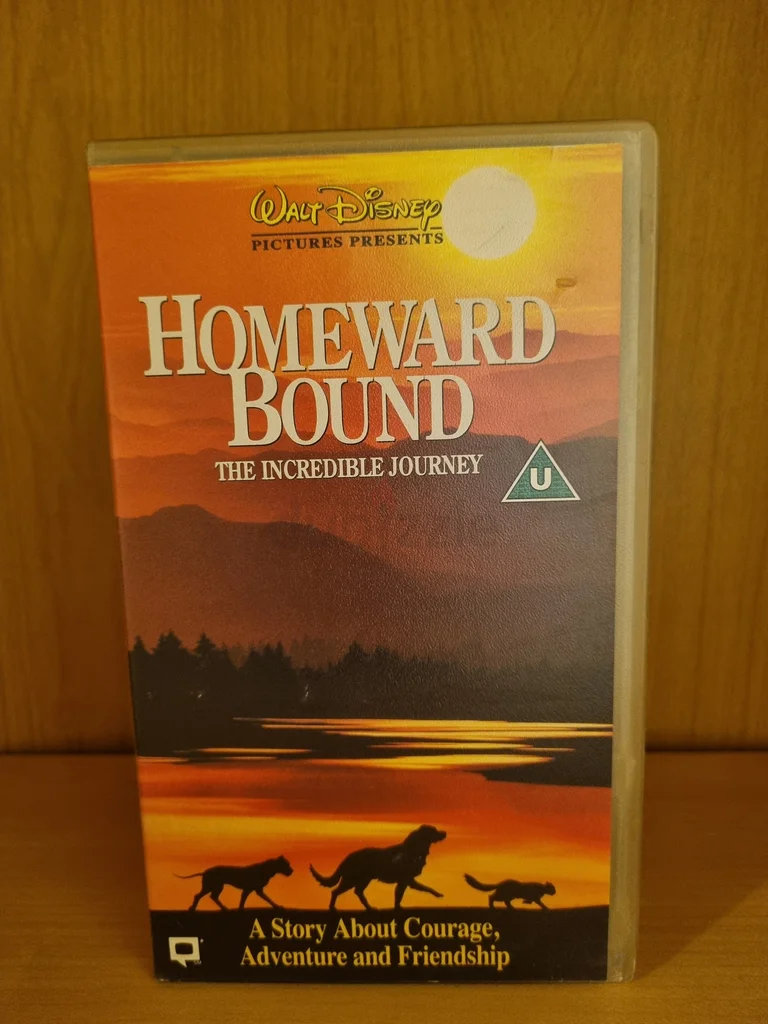 WALT DISNEY
PICTURES PRESENTS
HOMEWARD
BOUND
THE INCREDIBLE JOURNEY
U
A Story About Courage,
Adventure and Friendship